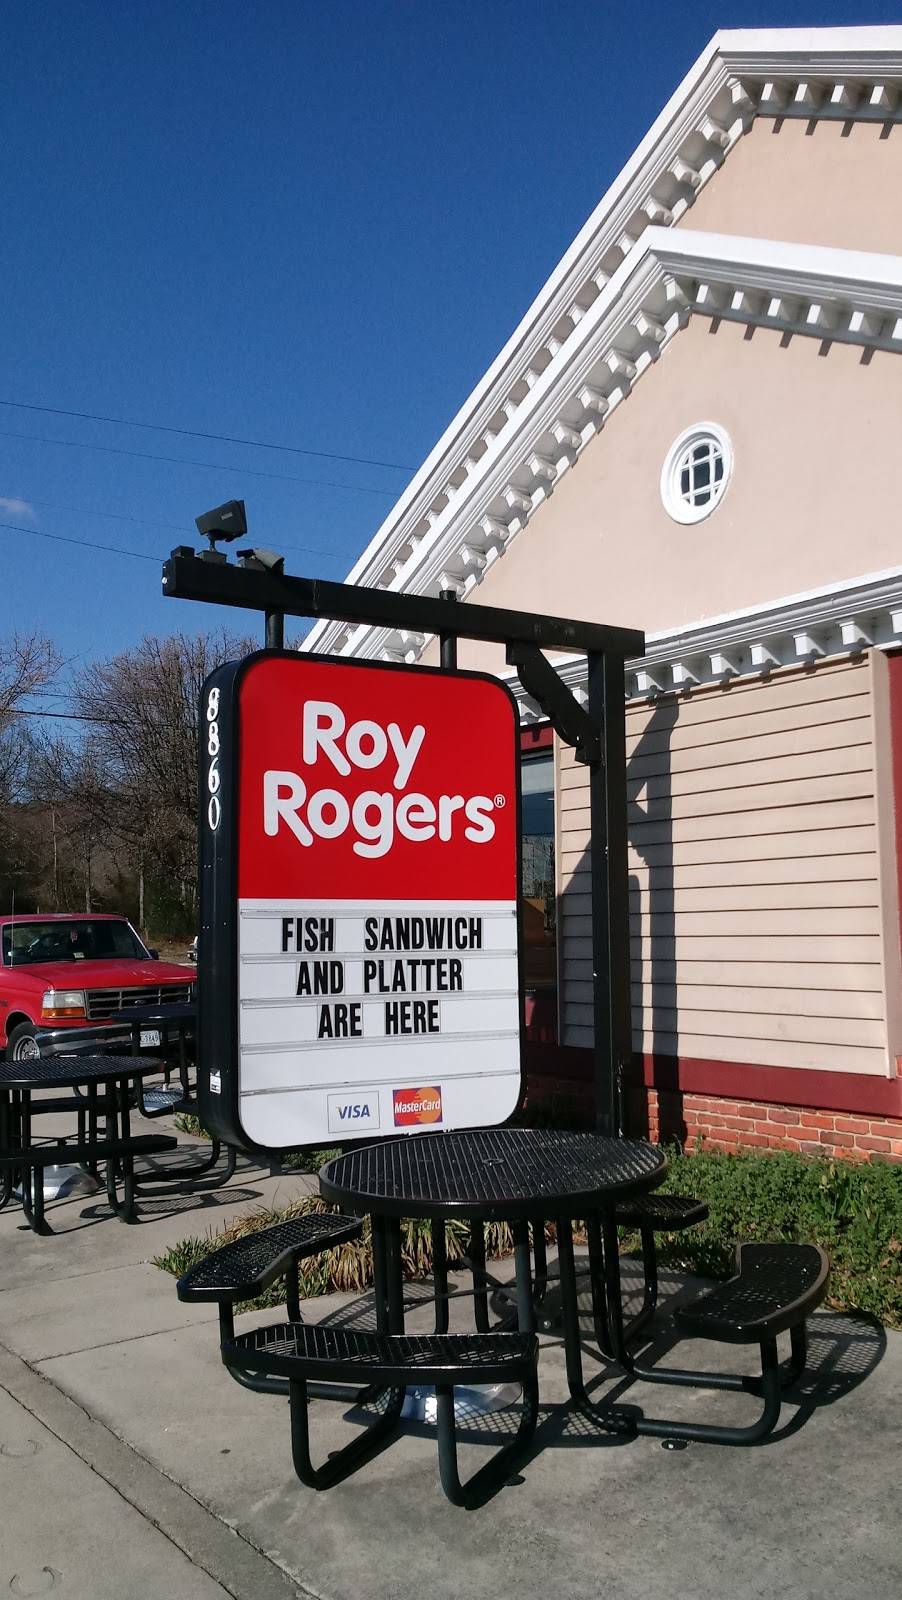 8860
Roy
Rogers®
FISH SANDWICH
AND PLATTER
ARE HERE
VISA
MasterCard